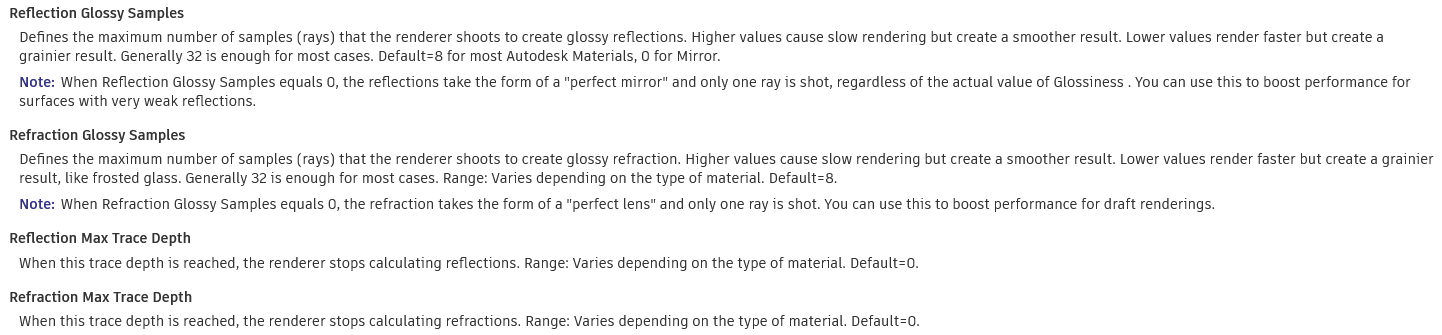 Reflection Glossy Samples
Defines the maximum number of samples (rays) that the renderer shoots to create glossy reflections. Higher values cause slow rendering but create a smoother result. Lower values render faster but create a
grainier result. Generally 32 is enough for most cases. Default=8 for most Autodesk Materials, 0 for Mirror.
Note: When Reflection Glossy Samples equals 0, the reflections take the form of a "perfect mirror" and only one ray is shot, regardless of the actual value of Glossiness . You can use this to boost performance for
surfaces with very weak reflections.
Refraction Glossy Samples
Defines the maximum number of samples (rays) that the renderer shoots to create glossy refraction. Higher values cause slow rendering but create a smoother result. Lower values render faster but create a grainier
result, like frosted glass. Generally 32 is enough for most cases. Range: Varies depending on the type of material. Default=8.
Note: When Refraction Glossy Samples equals 0, the refraction takes the form of a "perfect lens" and only one ray is shot. You can use this to boost performance for draft renderings.
Reflection Max Trace Depth
When this trace depth is reached, the renderer stops calculating reflections. Range: Varies depending on the type of material. Default=0.
Refraction Max Trace Depth
When this trace depth is reached, the renderer stops calculating refractions. Range: Varies depending on the type of material. Default=0.